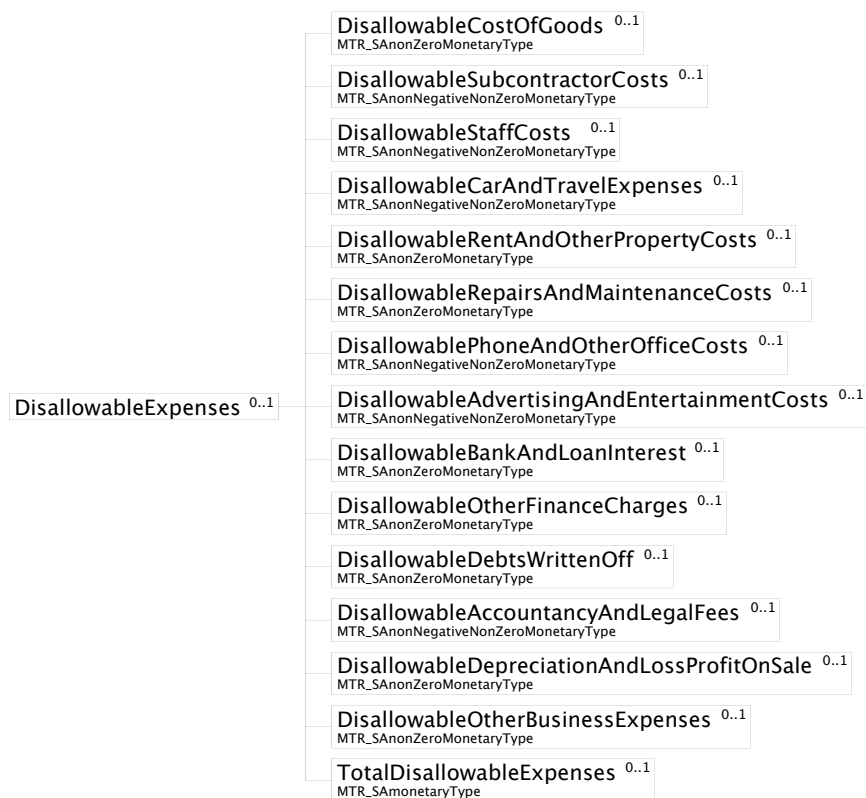 DisallowableCostOfGoods 0..1
MTR_SAnonZeroMonetaryType
DisallowableSubcontractorCosts 0..1
MTR_SAnonNegativeNonZeroMonetaryType
DisallowableStaffCosts 0..1
MTR_SAnonNegativeNonZeroMonetaryType
DisallowableCarAndTravelExpenses 0..1
MTR_SAnonNegativeNonZeroMonetaryType
DisallowableRentAndOtherPropertyCosts 0..1
MTR_SAnonZeroMonetaryType
DisallowableRepairsAndMaintenanceCosts 0..1
MTR_SAnonZeroMonetaryType
DisallowablePhoneAndOtherOfficeCosts 0..1
MTR_SAnonNegativeNonZeroMonetaryType
DisallowableExpenses 0..1
DisallowableAdvertisingAndEntertainmentCosts 0..1
MTR_SAnonNegativeNonZeroMonetaryType
DisallowableBankAndLoanInterest 0..1
MTR_SAnonZeroMonetaryType
DisallowableOtherFinanceCharges 0..1
MTR_SAnonZeroMonetaryType
DisallowableDebtsWrittenOff 0..1
MTR_SAnonZeroMonetaryType
DisallowableAccountancyAndLegalFees 0..1
MTR_SAnonNegativeNonZeroMonetaryType
DisallowableDepreciationAndLossProfitOnSale 0..1
MTR_SAnonZeroMonetaryType
DisallowableOtherBusinessExpenses 0..1
MTR_SAnonZeroMonetaryType
TotalDisallowableExpenses 0..1
MTR_SAmonetaryType